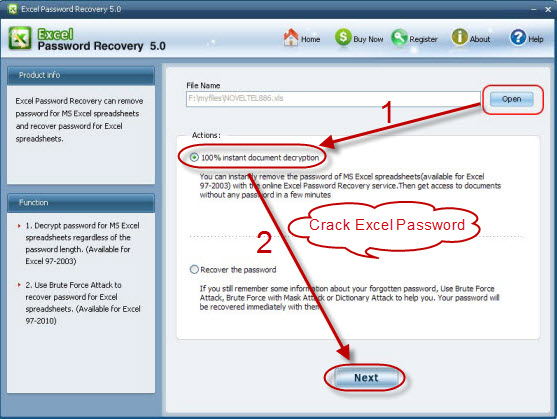 Excel Password Recovery 5.0
Excel
Password Recovery 5.0
Home
Buy Now
Register
About
Help
Product info
Excel Password Recovery can remove
password for MS Excel spreadsheets
and recover password for Excel
spreadsheets.
Function
1. Decrypt password for MS Excel
spreadsheets regardless of the
password length. (Available for
Excel 97-2003)
2. Use Brute Force Attack to
recover password for Excel
spreadsheets. (Available for Excel
97-2010)
File Name
F:\myfiles\NOVELTEL886.xls
Open
1
Actions:
100% instant document decryption
You can instantly remove the password of MS Excel spreadsheets(available for Excel
97-2003) with the online Excel Password Recovery service.Then get access to documents
without any password in a few minutes
2
Crack Excel Password
Recover the password
If you still remember some information about your forgotten password, Use Brute Force
Attack, Brute Force with Mask Attack or Dictionary Attack to help you. Your password will
be recovered immediately with them
Next